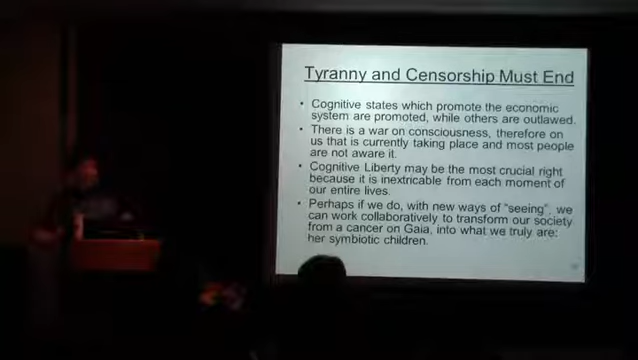 Tyranny and Censorship Must End
• Cognitive states which promote the economic
system are promoted, while others are outlawed.
• There is a war on consciousness, therefore on
us that is currently taking place and most people
are not aware it.
• Cognitive Liberty may be the most crucial right
because it is inextricable from each moment of
our entire lives.
• Perhaps if we do, with new ways of "seeing", we
can work collaboratively to transform our society
from a cancer on Gaia, into what we truly are:
her symbiotic children.